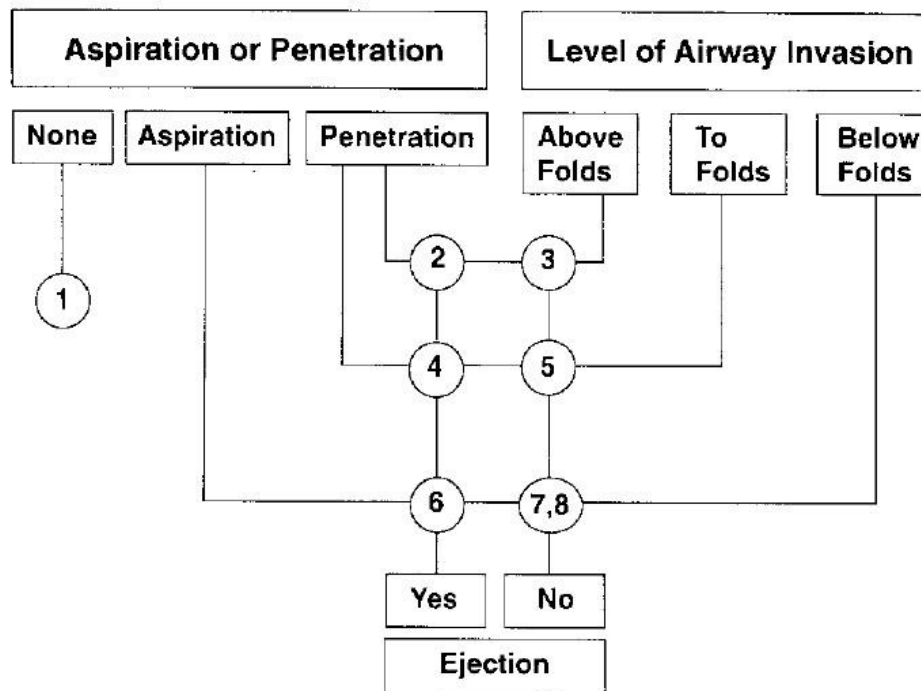 Aspiration or Penetration
Level of Airway Invasion
None
Aspiration
Penetration
Above
Folds
To
Folds
Below
Folds
2
3
1
4
5
6
7,8
Yes
No
Ejection